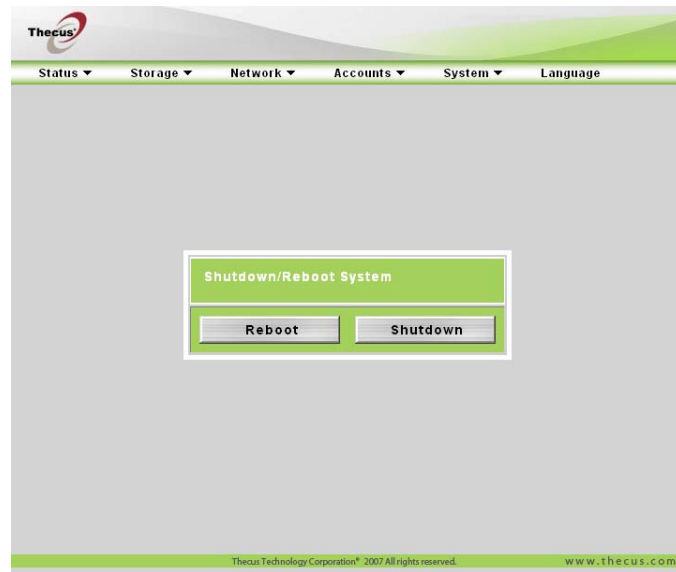 Thecus®
Status ▼ Storage ▼ Network ▼ Accounts ▼ System ▼ Language
Shutdown/Reboot System
Reboot Shutdown
Thecus Technology Corporation® 2007 All rights reserved. www.thecus.com